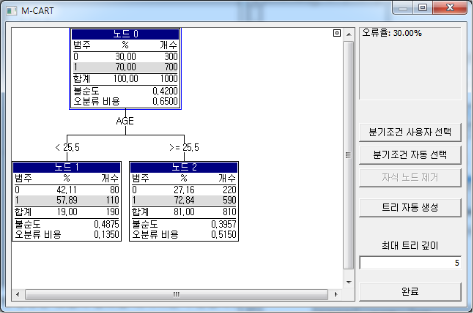 M-CART
노드 0
범주 % 개수
0 30,00 300
1 70,00 700
합계 100,00 1000
불순도 0,4200
오분류 비용 0,6500
AGE
< 25,5
>= 25,5
노드 1
범주 % 개수
0 42,11 80
1 57,89 110
합계 19,00 190
불순도 0,4875
오분류 비용 0,1350
노드 2
범주 % 개수
0 27,16 220
1 72,84 590
합계 81,00 810
불순도 0,3957
오분류 비용 0,5150
오류율: 30.00%
분기조건 사용자 선택
분기조건 자동 선택
자식 노드 제거
트리 자동 생성
최대 트리 깊이
5
완료